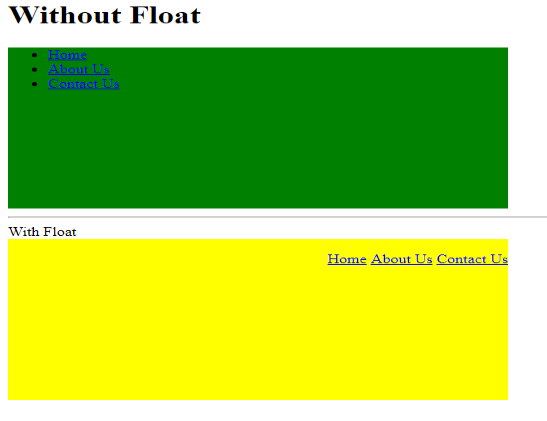 Without Float
Home
About Us
Contact Us
With Float
Home About Us Contact Us